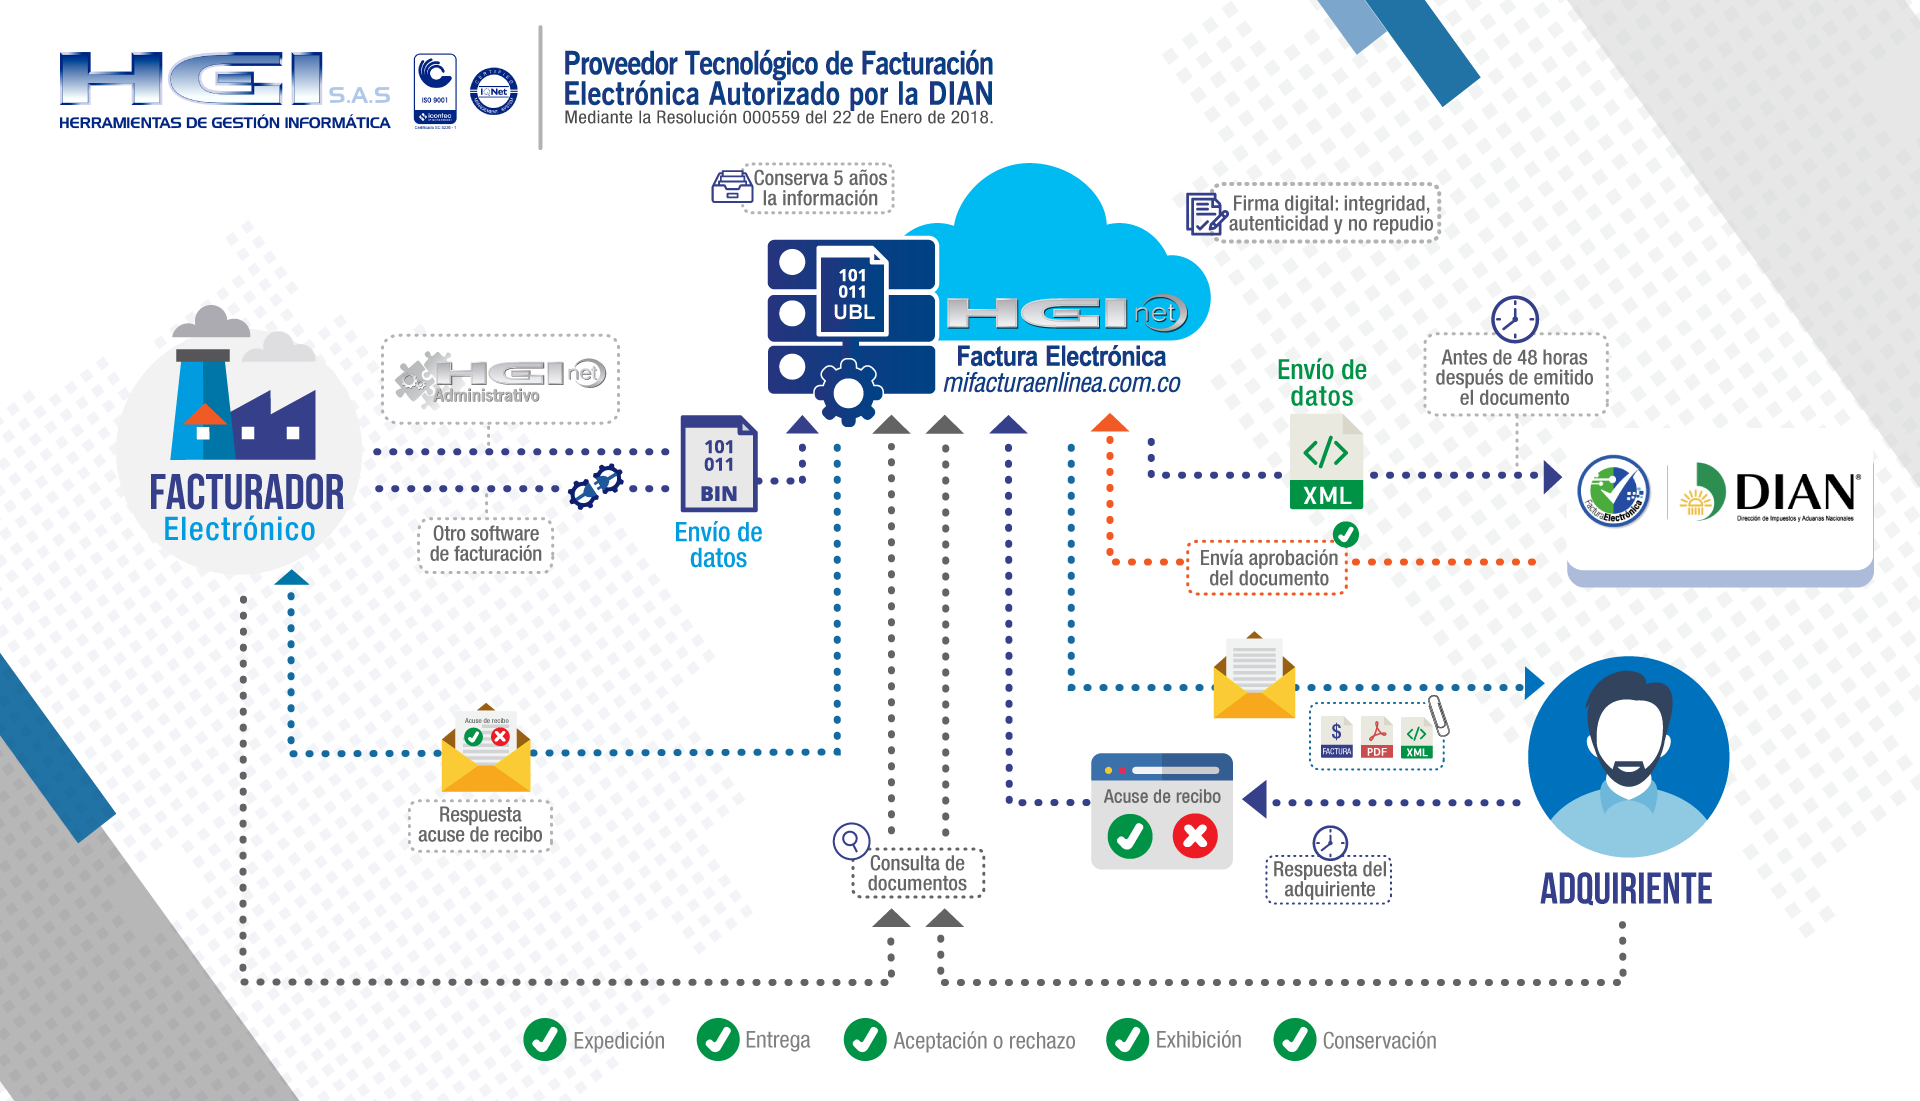 HGI S.A.S
HERRAMIENTAS DE GESTIÓN INFORMÁTICA
ISO 9001
icontec
CERTIFIED
IQNet
MANAGEMENT SYSTEM
Proveedor Tecnológico de Facturación
Electrónica Autorizado por la DIAN
Mediante la Resolución 000559 del 22 de Enero de 2018.
Conserva 5 años
la información
Firma digital: integridad,
autenticidad y no repudio
101
011
UBL
HGI net
Factura Electrónica
mifacturaenlinea.com.co
HGI net
Administrativo
Envío de
datos
XML
Antes de 48 horas
después de emitido
el documento
FACTURADOR
Electrónico
Otro software
de facturación
101
011
BIN
Envío de
datos
FacturaElectrónica
DIAN®
Dirección de Impuestos y Aduanas Nacionales
Envía aprobación
del documento
Acuse de recibo
Respuesta
acuse de recibo
$
FACTURA
PDF
XML
Acuse de recibo
Respuesta del
adquiriente
ADQUIRIENTE
Consulta de
documentos
Expedición
Entrega
Aceptación o rechazo
Exhibición
Conservación